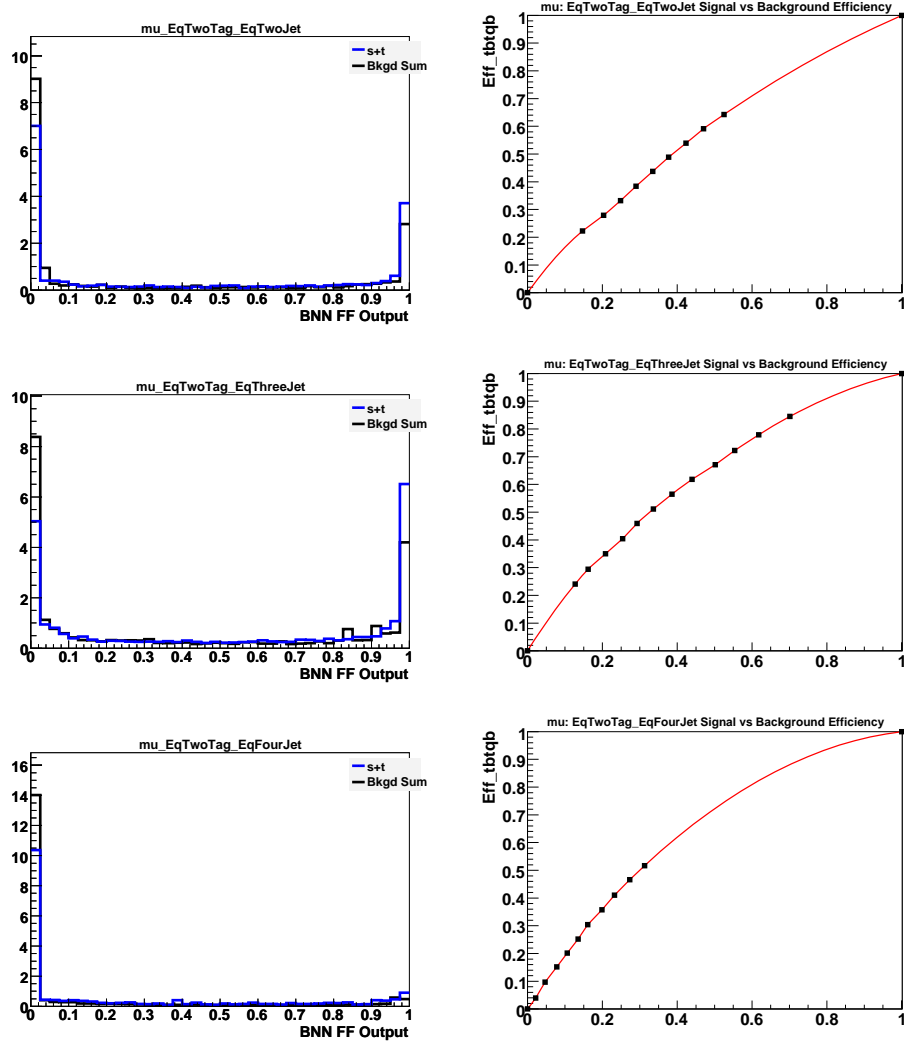 mu_EqTwoTag_EqTwoJet
s+t
Bkgd Sum
10
8
6
4
2
0
0 0.1 0.2 0.3 0.4 0.5 0.6 0.7 0.8 0.9 1
BNN FF Output
mu: EqTwoTag_EqTwoJet Signal vs Background Efficiency
Eff_tbtqb
1
0.9
0.8
0.7
0.6
0.5
0.4
0.3
0.2
0.1
0
0 0.2 0.4 0.6 0.8 1
mu_EqTwoTag_EqThreeJet
s+t
Bkgd Sum
10
8
6
4
2
0
0 0.1 0.2 0.3 0.4 0.5 0.6 0.7 0.8 0.9 1
BNN FF Output
mu: EqTwoTag_EqThreeJet Signal vs Background Efficiency
Eff_tbtqb
1
0.9
0.8
0.7
0.6
0.5
0.4
0.3
0.2
0.1
0
0 0.2 0.4 0.6 0.8 1
mu_EqTwoTag_EqFourJet
s+t
Bkgd Sum
16
14
12
10
8
6
4
2
0
0 0.1 0.2 0.3 0.4 0.5 0.6 0.7 0.8 0.9 1
BNN FF Output
mu: EqTwoTag_EqFourJet Signal vs Background Efficiency
Eff_tbtqb
1
0.9
0.8
0.7
0.6
0.5
0.4
0.3
0.2
0.1
0
0 0.2 0.4 0.6 0.8 1